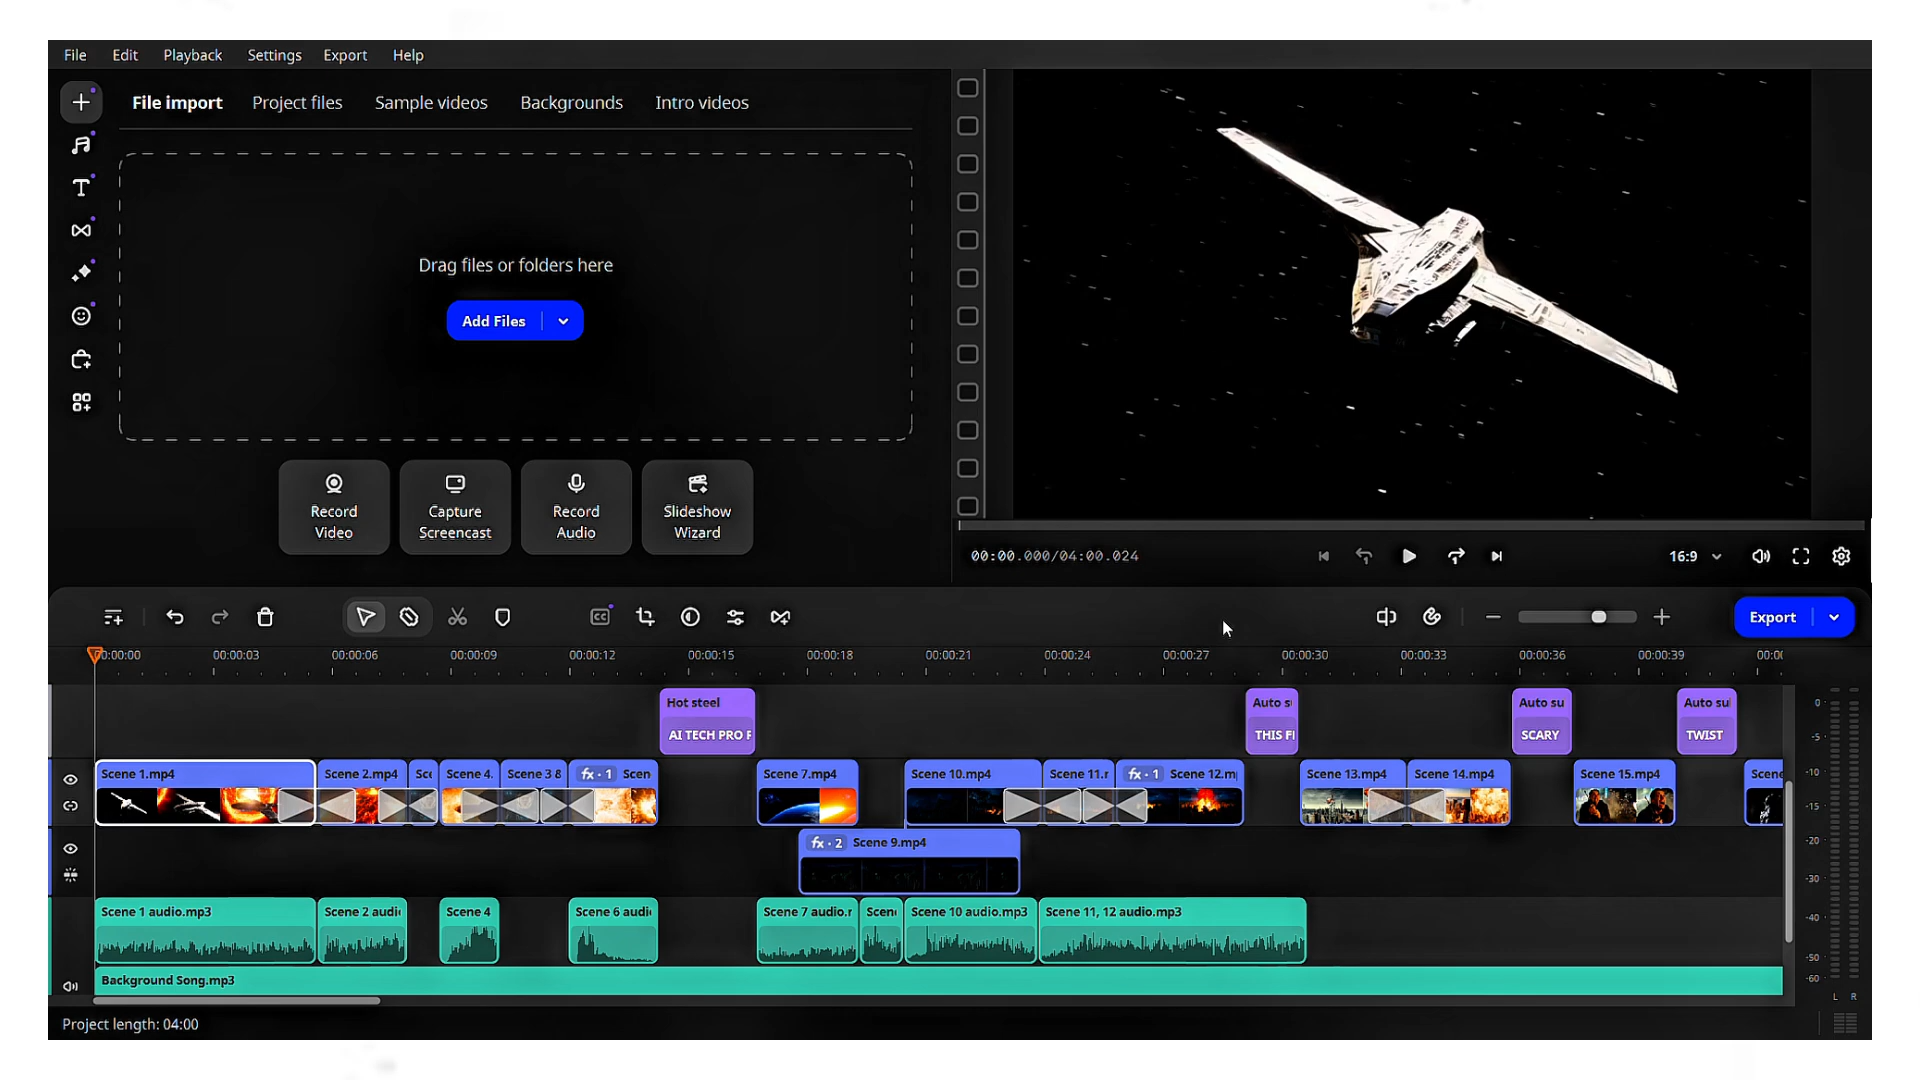 File Edit Playback Settings Export Help
File import Project files Sample videos Backgrounds Intro videos
Drag files or folders here
Add Files
Record Video
Capture Screencast
Record Audio
Slideshow Wizard
00:00.000/04:00.024
16:9
CC
Export
00:00:03 00:00:06 00:00:09 00:00:12 00:00:15 00:00:18 00:00:21 00:00:24 00:00:27 00:00:30 00:00:33 00:00:36 00:00:39
Hot steel
AI TECH PRO
Auto
THIS
Auto su
SCARY
Auto su
TWIST
Scene 1.mp4 Scene 2.mp4 Scene 4. Scene 3 8 fx · 1 Scen Scene 7.mp4 Scene 10.mp4 Scene 11. fx · 1 Scene 12.m Scene 13.mp4 Scene 14.mp4 Scene 15.mp4 Scene
fx · 2 Scene 9.mp4
Scene 1 audio.mp3 Scene 2 audi Scene 4 Scene 6 audi Scene 7 audio. Scen Scene 10 audio.mp3 Scene 11, 12 audio.mp3
Background Song.mp3
0
-5
-10
-15
-20
-30
-40
-50
-60
L R
Project length: 04:00